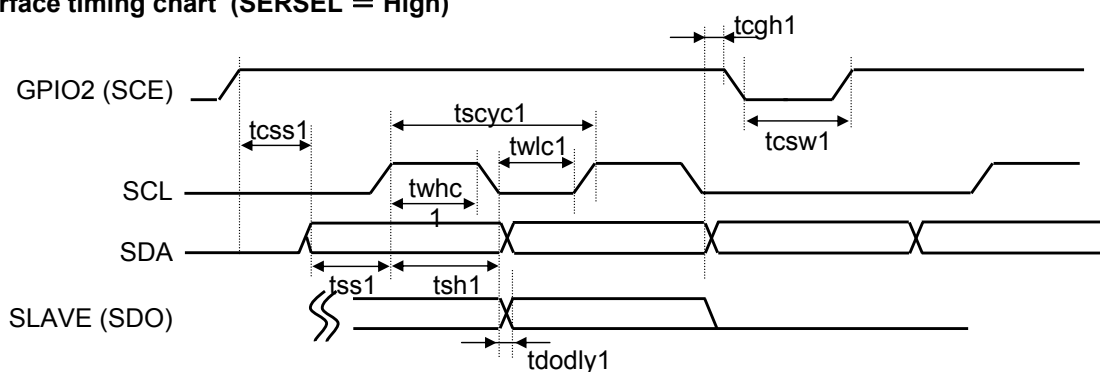 rface timing chart (SERSEL = High)
tcgh1
GPIO2 (SCE)
tscyc1
tcsw1
tcss1
twlc1
SCL
twhc
1
SDA
tss1
tsh1
SLAVE (SDO)
tdodly1